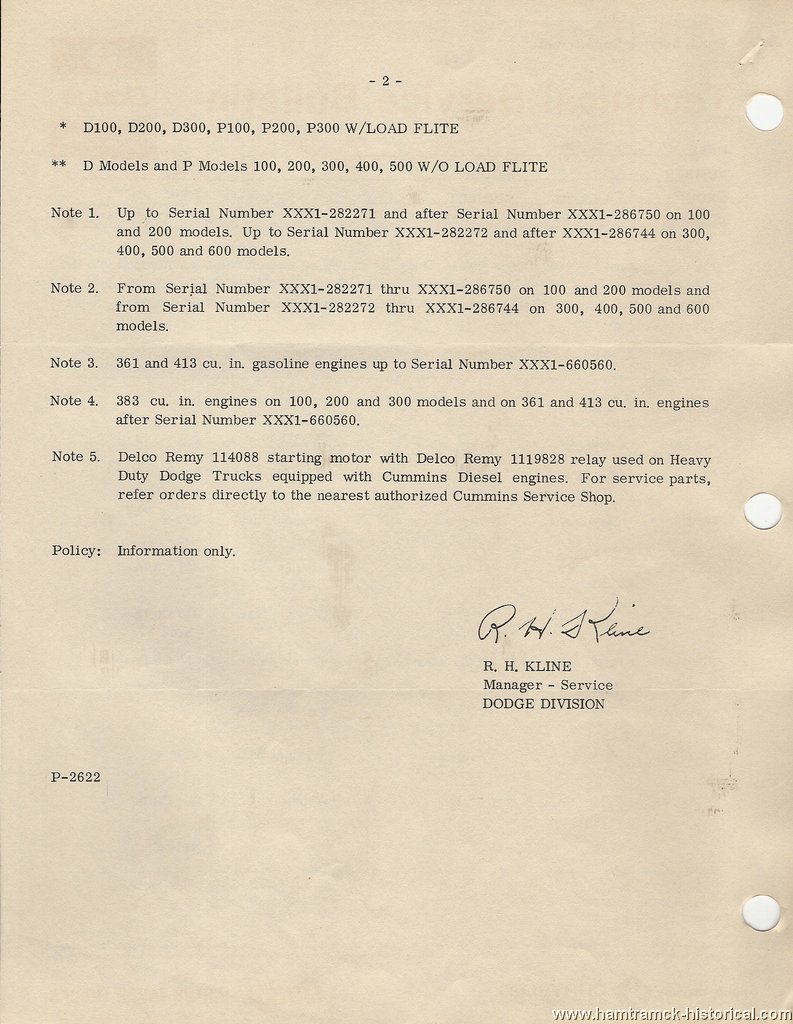 - 2 -
* D100, D200, D300, P100, P200, P300 W/LOAD FLITE
** D Models and P Models 100, 200, 300, 400, 500 W/O LOAD FLITE
Note 1. Up to Serial Number XXX1-282271 and after Serial Number XXX1-286750 on 100
and 200 models. Up to Serial Number XXX1-282272 and after XXX1-286744 on 300,
400, 500 and 600 models.
Note 2. From Serial Number XXX1-282271 thru XXX1-286750 on 100 and 200 models and
from Serial Number XXX1-282272 thru XXX1-286744 on 300, 400, 500 and 600
models.
Note 3. 361 and 413 cu. in. gasoline engines up to Serial Number XXX1-660560.
Note 4. 383 cu. in. engines on 100, 200 and 300 models and on 361 and 413 cu. in. engines
after Serial Number XXX1-660560.
Note 5. Delco Remy 114088 starting motor with Delco Remy 1119828 relay used on Heavy
Duty Dodge Trucks equipped with Cummins Diesel engines. For service parts,
refer orders directly to the nearest authorized Cummins Service Shop.
Policy: Information only.
R. H. Kline
R. H. KLINE
Manager - Service
DODGE DIVISION
P-2622
www.hamtramck-historical.com